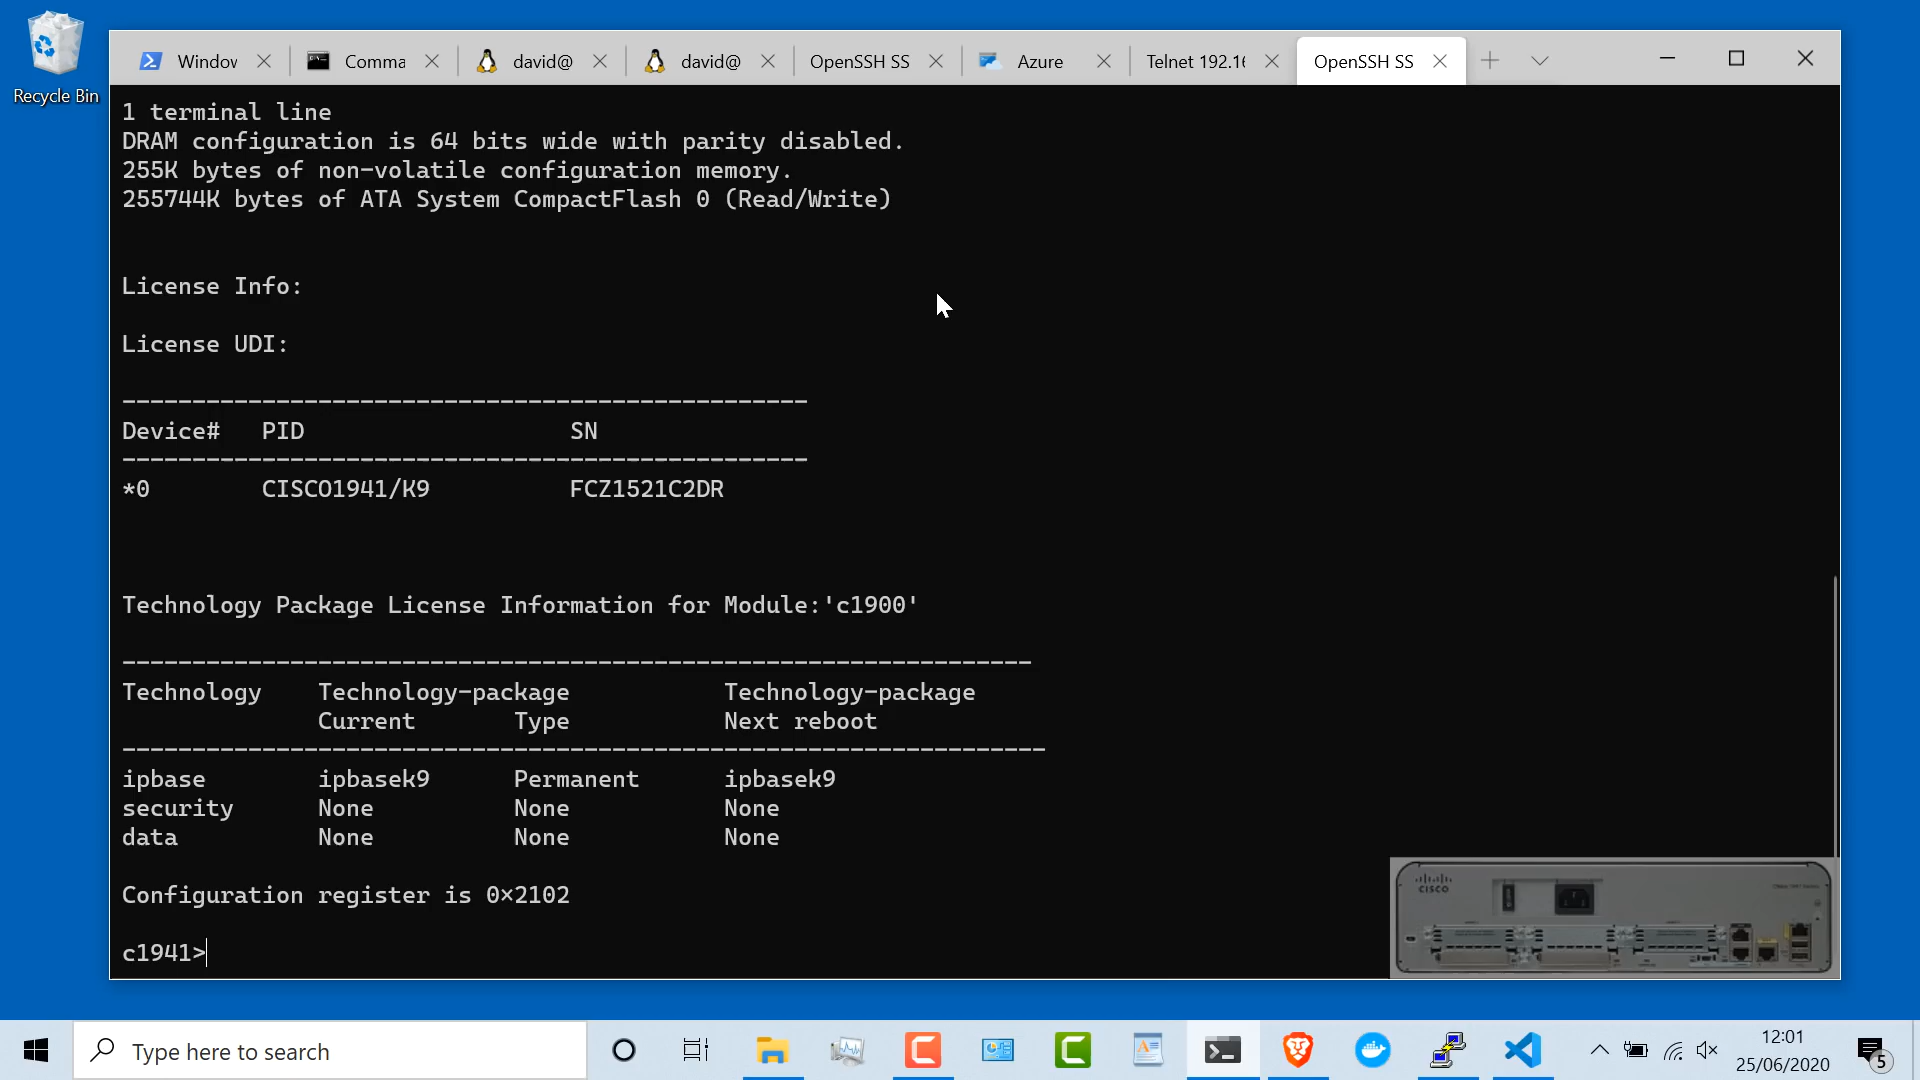 Recycle Bin
Window
Comma
david@
david@
OpenSSH SS
Azure
Telnet 192.16
OpenSSH SS
1 terminal line
DRAM configuration is 64 bits wide with parity disabled.
255K bytes of non-volatile configuration memory.
255744K bytes of ATA System CompactFlash 0 (Read/Write)
License Info:
License UDI:
-------------------------------------------------
Device#   PID                   SN
-------------------------------------------------
*0        CISCO1941/K9          FCZ1521C2DR
Technology Package License Information for Module:'c1900'
-----------------------------------------------------------------
Technology    Technology-package           Technology-package
              Current       Type           Next reboot
------------------------------------------------------------------
ipbase        ipbasek9      Permanent      ipbasek9
security      None          None           None
data          None          None           None
Configuration register is 0x2102
c1941>
CISCO
Type here to search
12:01
25/06/2020
5